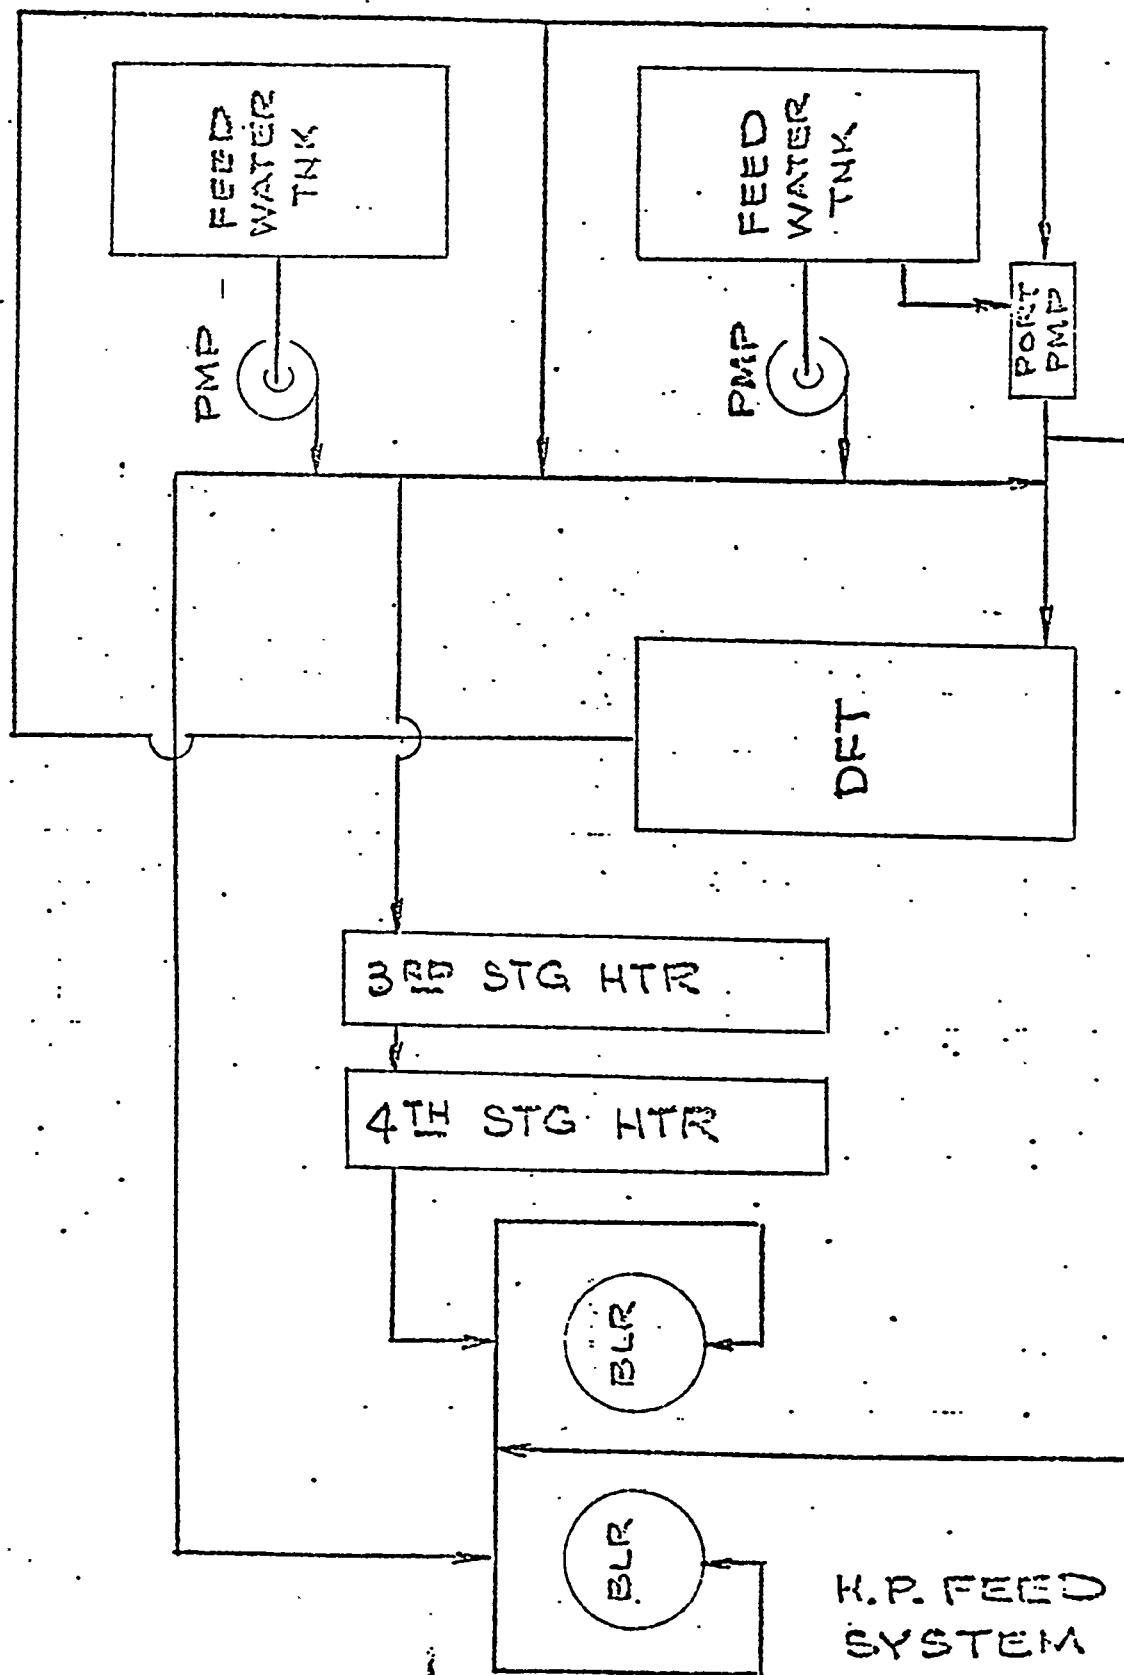 FEED
WATER
TNK
FEED
WATER
TNK
PMP
PMP
PORT
PMP
DFT
3RD STG HTR
4TH STG HTR
BLR
BLR
H.P. FEED
SYSTEM